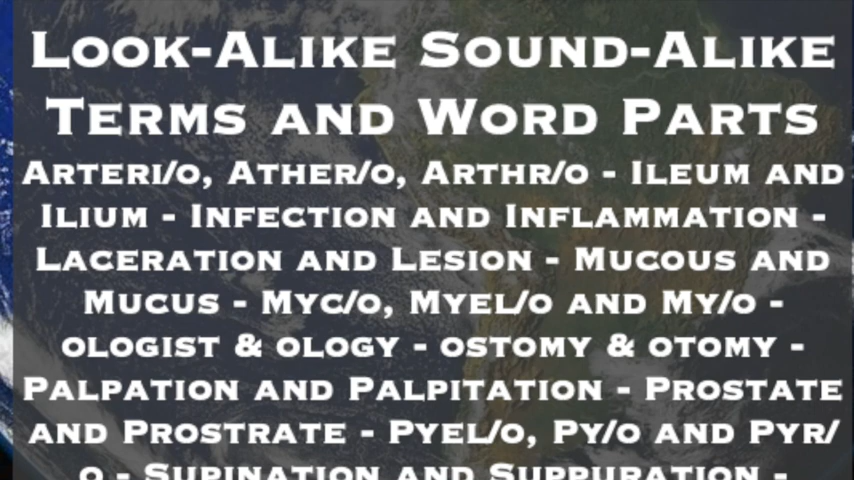 Look-Alike Sound-Alike
Terms and Word Parts
Arteri/o, Ather/o, Arthr/o - Ileum and
Ilium - Infection and Inflammation -
Laceration and Lesion - Mucous and
Mucus - Myc/o, Myel/o and My/o -
ologist & ology - ostomy & otomy -
Palpation and Palpitation - Prostate
and Prostrate - Pyel/o, Py/o and Pyr/
o - Supination and Suppuration -